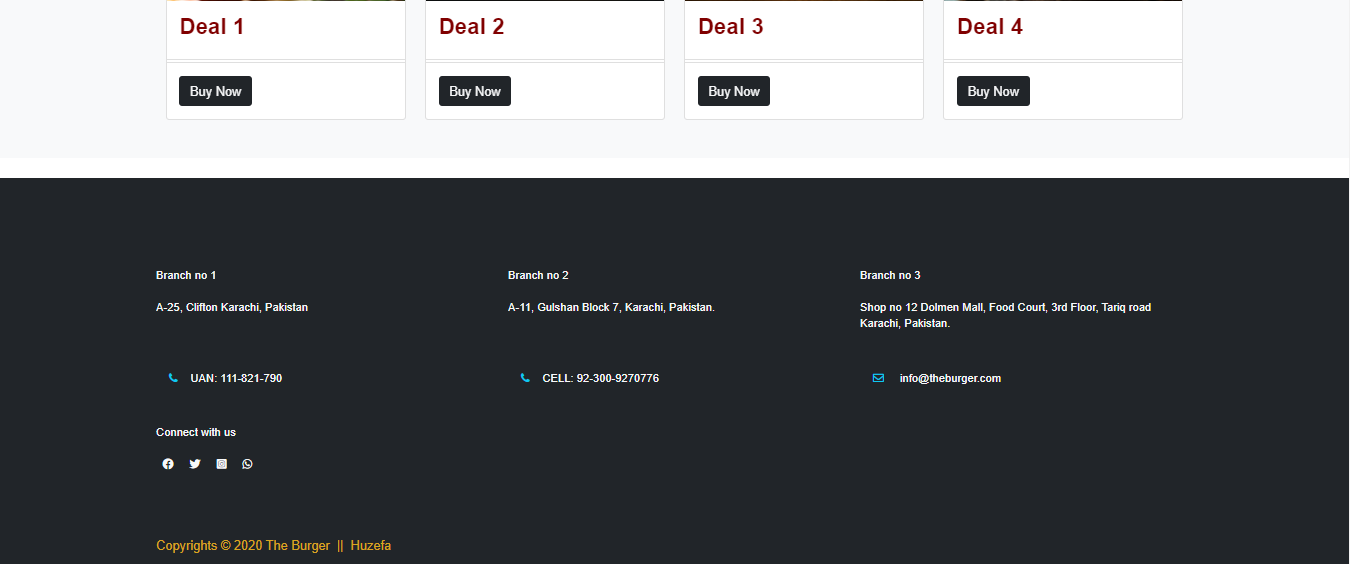 Deal 1
Deal 2
Deal 3
Deal 4
Buy Now
Buy Now
Buy Now
Buy Now
Branch no 1
A-25, Clifton Karachi, Pakistan
Branch no 2
A-11, Gulshan Block 7, Karachi, Pakistan.
Branch no 3
Shop no 12 Dolmen Mall, Food Court, 3rd Floor, Tariq road
Karachi, Pakistan.
UAN: 111-821-790
CELL: 92-300-9270776
info@theburger.com
Connect with us
Copyrights © 2020 The Burger || Huzefa